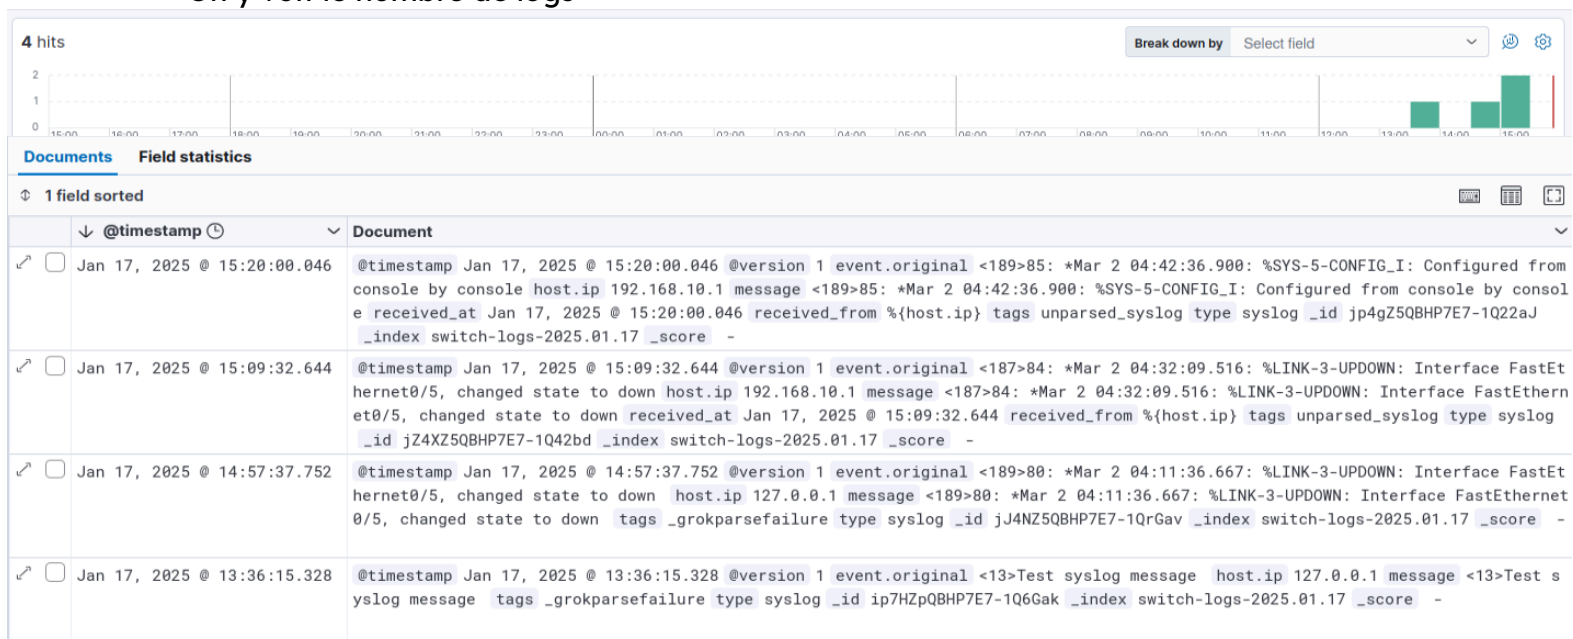 On y voit le nombre de logs
4 hits
Break down by Select field
2
1
0
15:00 16:00 17:00 18:00 19:00 20:00 21:00 22:00 23:00 00:00 01:00 02:00 03:00 04:00 05:00 06:00 07:00 08:00 09:00 10:00 11:00 12:00 13:00 14:00 15:00
Documents Field statistics
1 field sorted
@timestamp Document
Jan 17, 2025 @ 15:20:00.046 @timestamp Jan 17, 2025 @ 15:20:00.046 @version 1 event.original <189>85: *Mar 2 04:42:36.900: %SYS-5-CONFIG_I: Configured from
console by console host.ip 192.168.10.1 message <189>85: *Mar 2 04:42:36.900: %SYS-5-CONFIG_I: Configured from console by consol
e received_at Jan 17, 2025 @ 15:20:00.046 received_from %{host.ip} tags unparsed_syslog type syslog _id jp4gZ5QBHP7E7-1Q22aJ
_index switch-logs-2025.01.17 _score -
Jan 17, 2025 @ 15:09:32.644 @timestamp Jan 17, 2025 @ 15:09:32.644 @version 1 event.original <187>84: *Mar 2 04:32:09.516: %LINK-3-UPDOWN: Interface FastEt
hernet0/5, changed state to down host.ip 192.168.10.1 message <187>84: *Mar 2 04:32:09.516: %LINK-3-UPDOWN: Interface FastEthern
et0/5, changed state to down received_at Jan 17, 2025 @ 15:09:32.644 received_from %{host.ip} tags unparsed_syslog type syslog
_id jZ4XZ5QBHP7E7-1Q42bd _index switch-logs-2025.01.17 _score -
Jan 17, 2025 @ 14:57:37.752 @timestamp Jan 17, 2025 @ 14:57:37.752 @version 1 event.original <189>80: *Mar 2 04:11:36.667: %LINK-3-UPDOWN: Interface FastEt
hernet0/5, changed state to down host.ip 127.0.0.1 message <189>80: *Mar 2 04:11:36.667: %LINK-3-UPDOWN: Interface FastEthernet
0/5, changed state to down tags _grokparsefailure type syslog _id jJ4NZ5QBHP7E7-1QrGav _index switch-logs-2025.01.17 _score -
Jan 17, 2025 @ 13:36:15.328 @timestamp Jan 17, 2025 @ 13:36:15.328 @version 1 event.original <13>Test syslog message host.ip 127.0.0.1 message <13>Test s
yslog message tags _grokparsefailure type syslog _id ip7HZpQBHP7E7-1Q6Gak _index switch-logs-2025.01.17 _score -